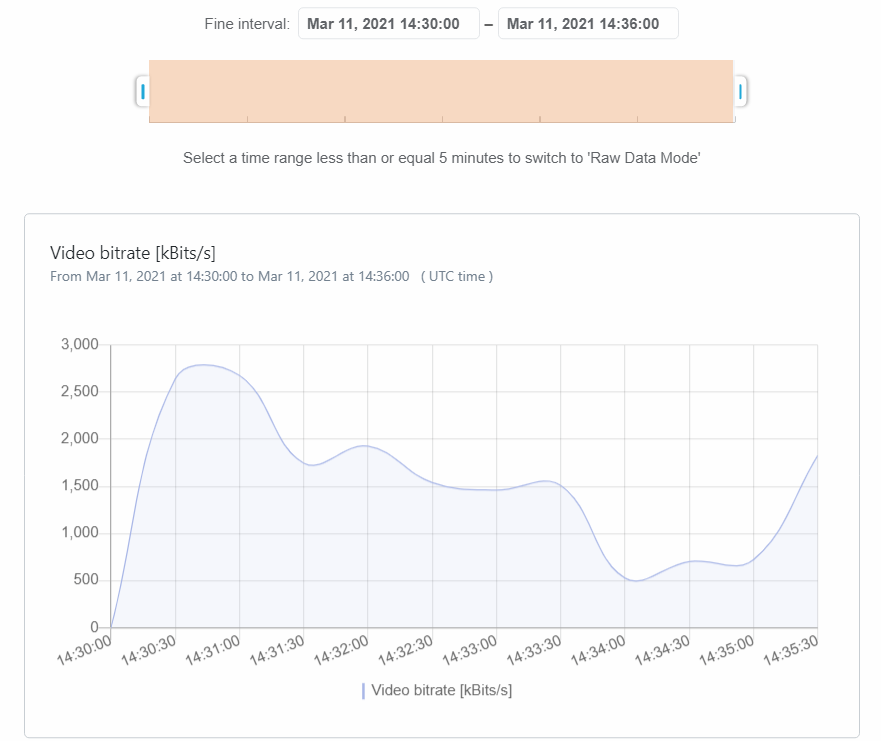 Fine interval: Mar 11, 2021 14:30:00 – Mar 11, 2021 14:36:00
Select a time range less than or equal 5 minutes to switch to 'Raw Data Mode'
Video bitrate [kBits/s]
From Mar 11, 2021 at 14:30:00 to Mar 11, 2021 at 14:36:00 ( UTC time )
3,000
2,500
2,000
1,500
1,000
500
0
14:30:00 14:30:30 14:31:00 14:31:30 14:32:00 14:32:30 14:33:00 14:33:30 14:34:00 14:34:30 14:35:00 14:35:30
Video bitrate [kBits/s]